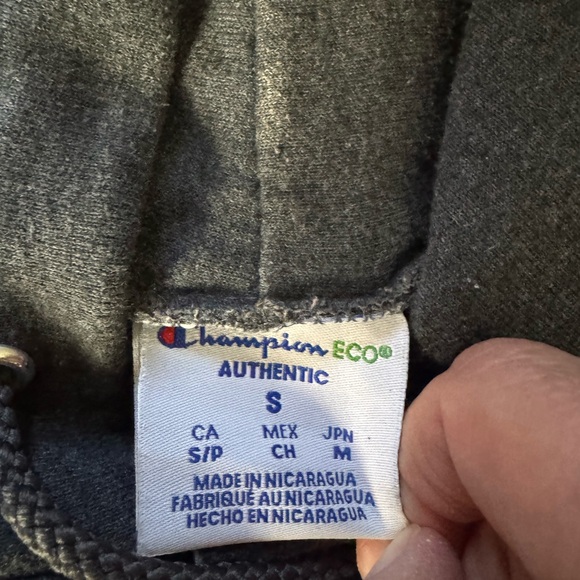 Champion ECO®
AUTHENTIC
S
CA MEX JPN
S/P CH M
MADE IN NICARAGUA
FABRIQUÉ AU NICARAGUA
HECHO EN NICARAGUA